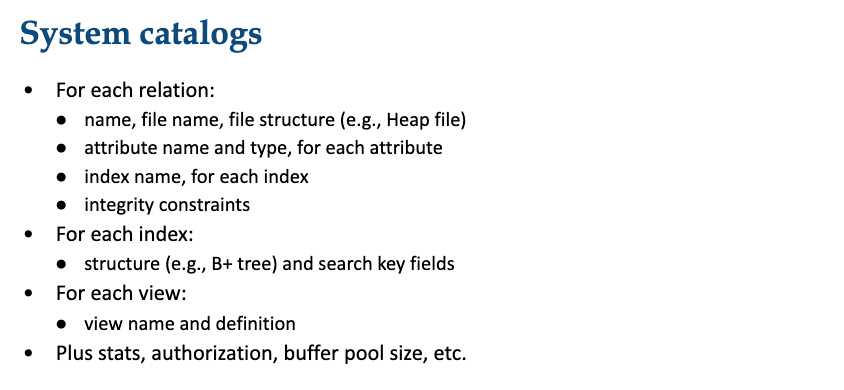 System catalogs
• For each relation:
• name, file name, file structure (e.g., Heap file)
• attribute name and type, for each attribute
• index name, for each index
• integrity constraints
• For each index:
• structure (e.g., B+ tree) and search key fields
• For each view:
• view name and definition
• Plus stats, authorization, buffer pool size, etc.